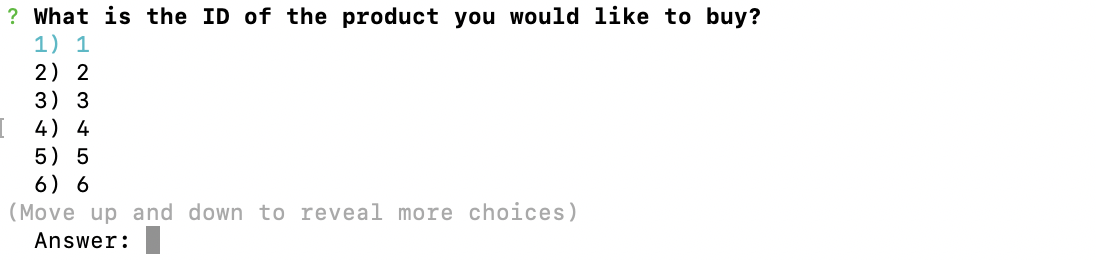 ? What is the ID of the product you would like to buy?
1) 1
2) 2
3) 3
4) 4
5) 5
6) 6
(Move up and down to reveal more choices)
Answer: